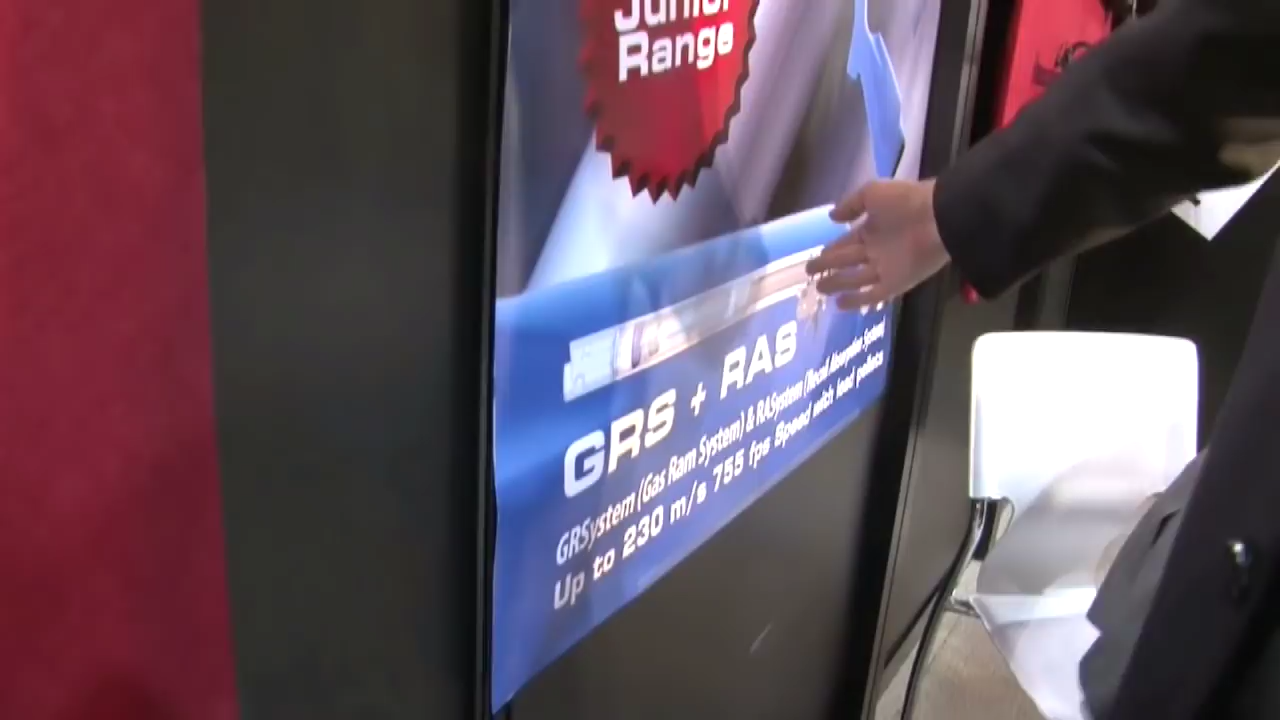 Junior
Range
GRS + RAS
GRSystem (Gas Ram System) & RASystem (Recoil Absorption System)
Up to 230 m/s 755 fps Speed with lead pellets